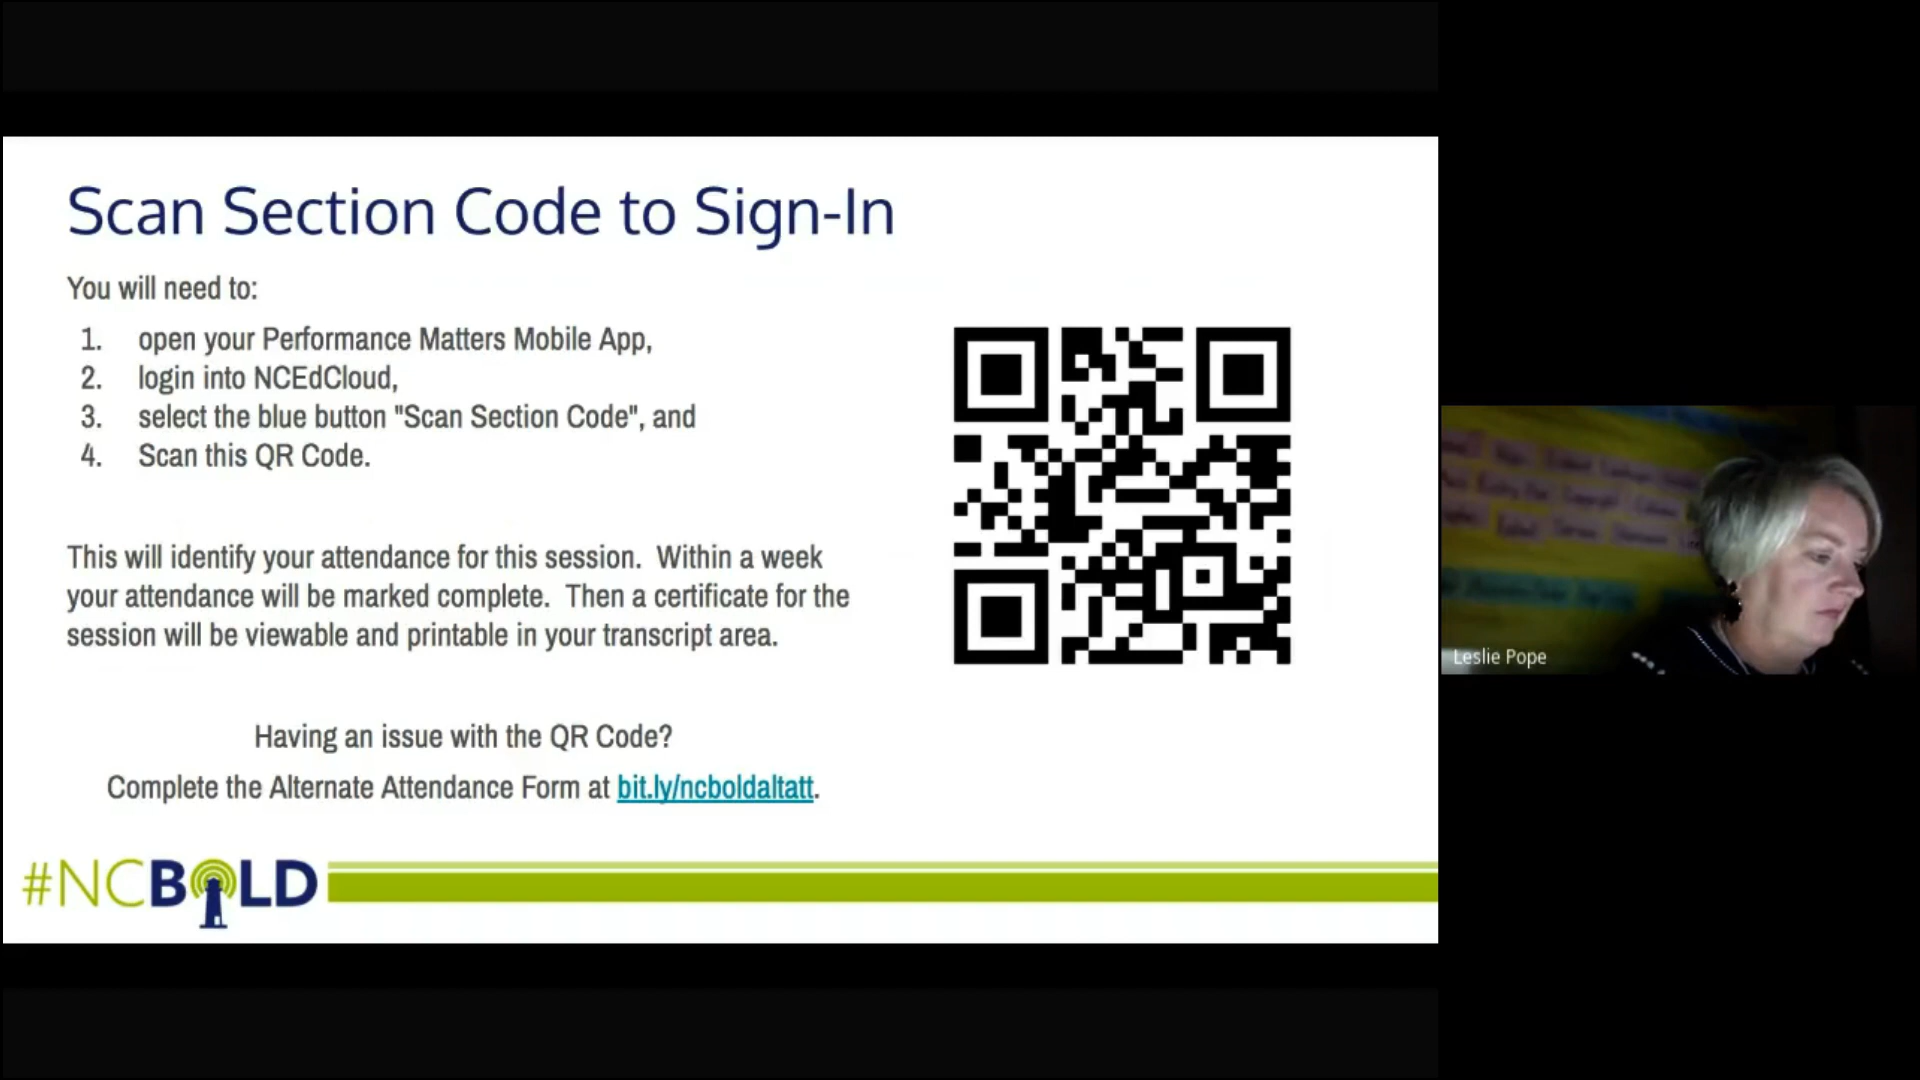 Scan Section Code to Sign-In
You will need to:
1. open your Performance Matters Mobile App,
2. login into NCEdCloud,
3. select the blue button "Scan Section Code", and
4. Scan this QR Code.
This will identify your attendance for this session.  Within a week
your attendance will be marked complete.  Then a certificate for the
session will be viewable and printable in your transcript area.
Having an issue with the QR Code?
Complete the Alternate Attendance Form at bit.ly/ncboldaltatt.
#NCBOLD
Leslie Pope